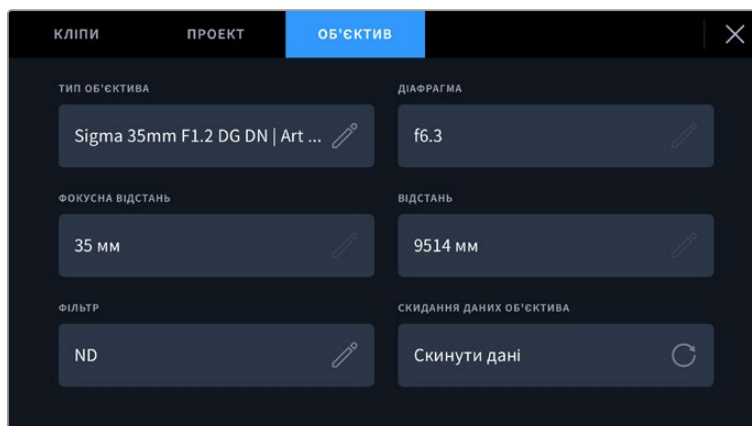 КЛІПИ ПРОЕКТ ОБ'ЄКТИВ
ТИП ОБ'ЄКТИВА ДІАФРАГМА
Sigma 35mm F1.2 DG DN | Art ... f6.3
ФОКУСНА ВІДСТАНЬ ВІДСТАНЬ
35 мм 9514 мм
ФІЛЬТР СКИДАННЯ ДАНИХ ОБ'ЄКТИВА
ND Скинути дані